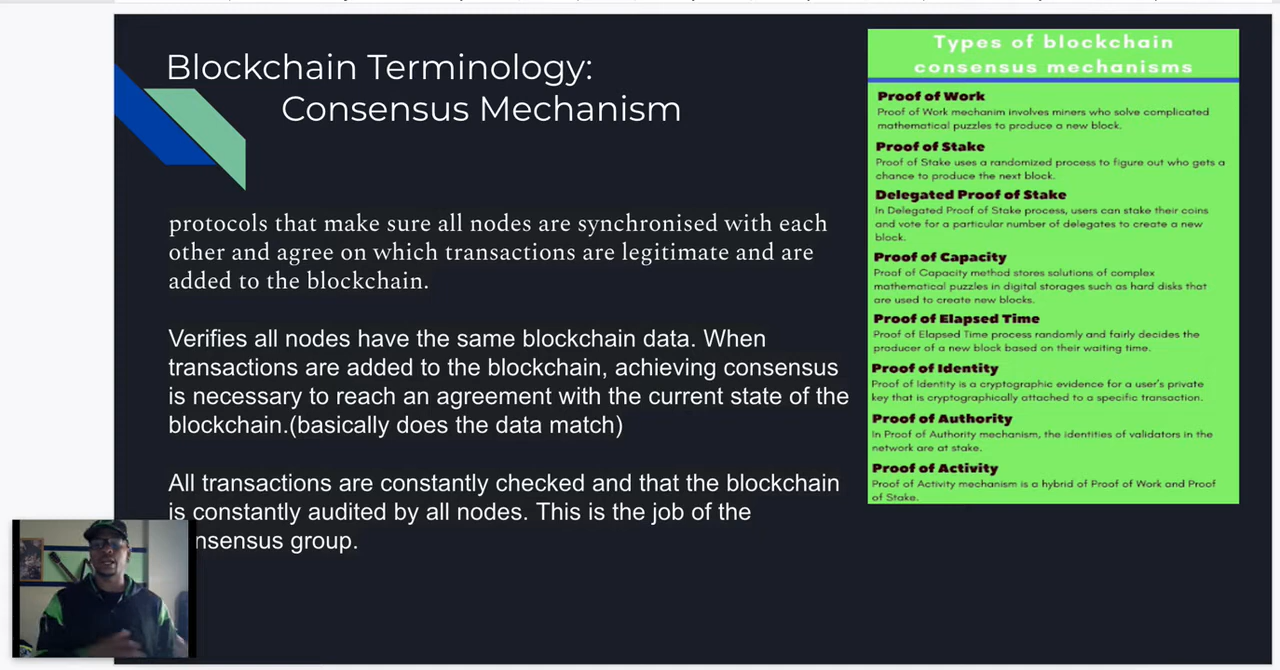 Blockchain Terminology:
Consensus Mechanism
protocols that make sure all nodes are synchronised with each
other and agree on which transactions are legitimate and are
added to the blockchain.
Verifies all nodes have the same blockchain data. When
transactions are added to the blockchain, achieving consensus
is necessary to reach an agreement with the current state of the
blockchain.(basically does the data match)
All transactions are constantly checked and that the blockchain
is constantly audited by all nodes. This is the job of the
nsensus group.
Types of blockchain
consensus mechanisms
Proof of Work
Proof of Work mechanim involves miners who solve complicated
mathematical puzzles to produce a new block.
Proof of Stake
Proof of Stake uses a randomized process to figure out who gets a
chance to produce the next block.
Delegated Proof of Stake
In Delegated Proof of Stake process, users can stake their coins
and vote for a particular number of delegates to create a new
block.
Proof of Capacity
Proof of Capacity method stores solutions of complex
mathematical puzzles in digital storages such as hard disks that
are used to create new blocks.
Proof of Elapsed Time
Proof of Elapsed Time process randomly and fairly decides the
producer of a new block based on their waiting time.
Proof of Identity
Proof of Identity is a cryptographic evidence for a user's private
key that is cryptographically attached to a specific transaction.
Proof of Authority
In Proof of Authority mechanism, the identities of validators in the
network are at stake.
Proof of Activity
Proof of Activity mechanism is a hybrid of Proof of Work and Proof
of Stake.